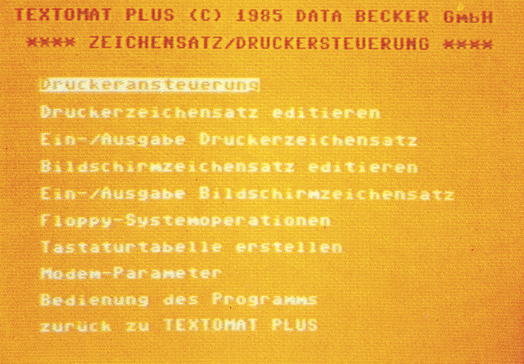 TEXTOMAT PLUS (C) 1985 DATA BECKER GmbH
**** ZEICHENSATZ/DRUCKERSTEUERUNG ****
Druckeransteuerung
Druckerzeichensatz editieren
Ein-/Ausgabe Druckerzeichensatz
Bildschirmzeichensatz editieren
Ein-/Ausgabe Bildschirmzeichensatz
Floppy-Systemoperationen
Tastaturtabelle erstellen
Modem-Parameter
Bedienung des Programms
zurück zu TEXTOMAT PLUS